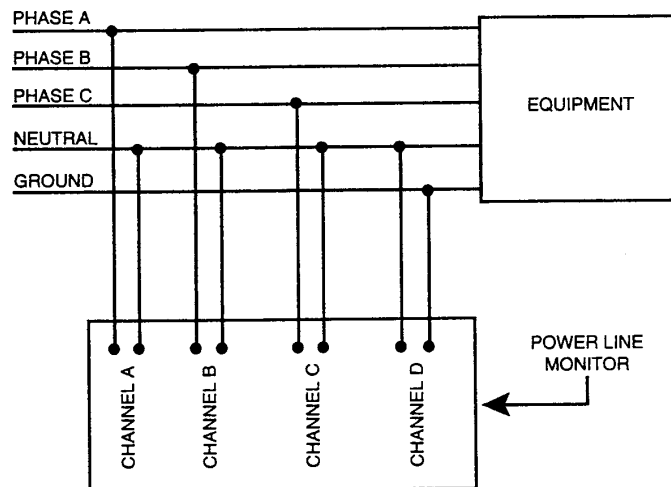 PHASE A
PHASE B
PHASE C
NEUTRAL
GROUND
EQUIPMENT
POWER LINE
MONITOR
CHANNEL A
CHANNEL B
CHANNEL C
CHANNEL D